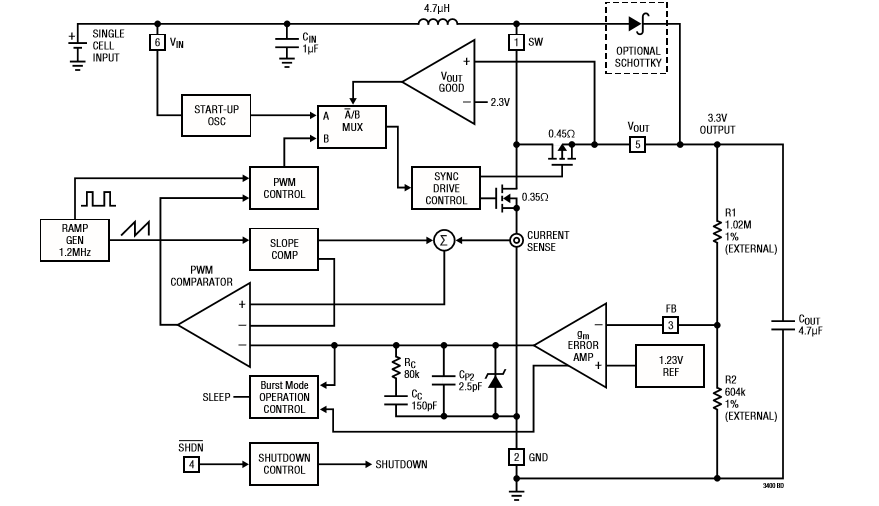 4.7µH
+
SINGLE
CELL
INPUT
6
VIN
CIN
1µF
1
SW
OPTIONAL
SCHOTTKY
+
VOUT
GOOD
–
2.3V
START-UP
OSC
A
B
A̅/B
MUX
0.45Ω
VOUT
5
3.3V
OUTPUT
PWM
CONTROL
SYNC
DRIVE
CONTROL
0.35Ω
RAMP
GEN
1.2MHz
SLOPE
COMP
Σ
CURRENT
SENSE
R1
1.02M
1%
(EXTERNAL)
PWM
COMPARATOR
+
–
–
gm
ERROR
AMP
–
+
FB
3
1.23V
REF
COUT
4.7µF
RC
80k
CC
150pF
CP2
2.5pF
R2
604k
1%
(EXTERNAL)
SLEEP
Burst Mode
OPERATION
CONTROL
S̅H̅D̅N̅
4
SHUTDOWN
CONTROL
SHUTDOWN
2
GND
3400 BD